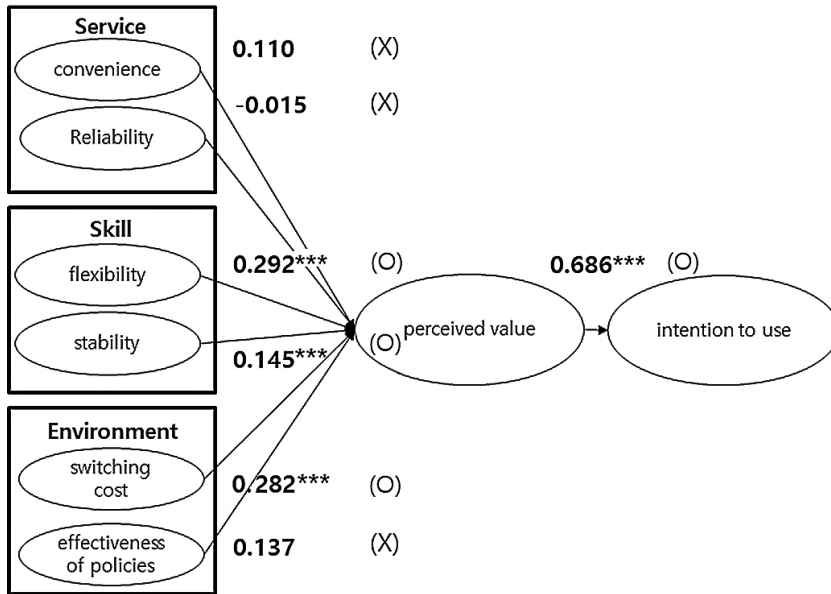 Service
convenience
0.110 (X)
-0.015 (X)
Reliability
Skill
flexibility
0.292*** (O)
0.686*** (O)
stability
0.145*** (O)
perceived value
intention to use
Environment
switching
cost
0.282*** (O)
effectiveness
of policies
0.137 (X)